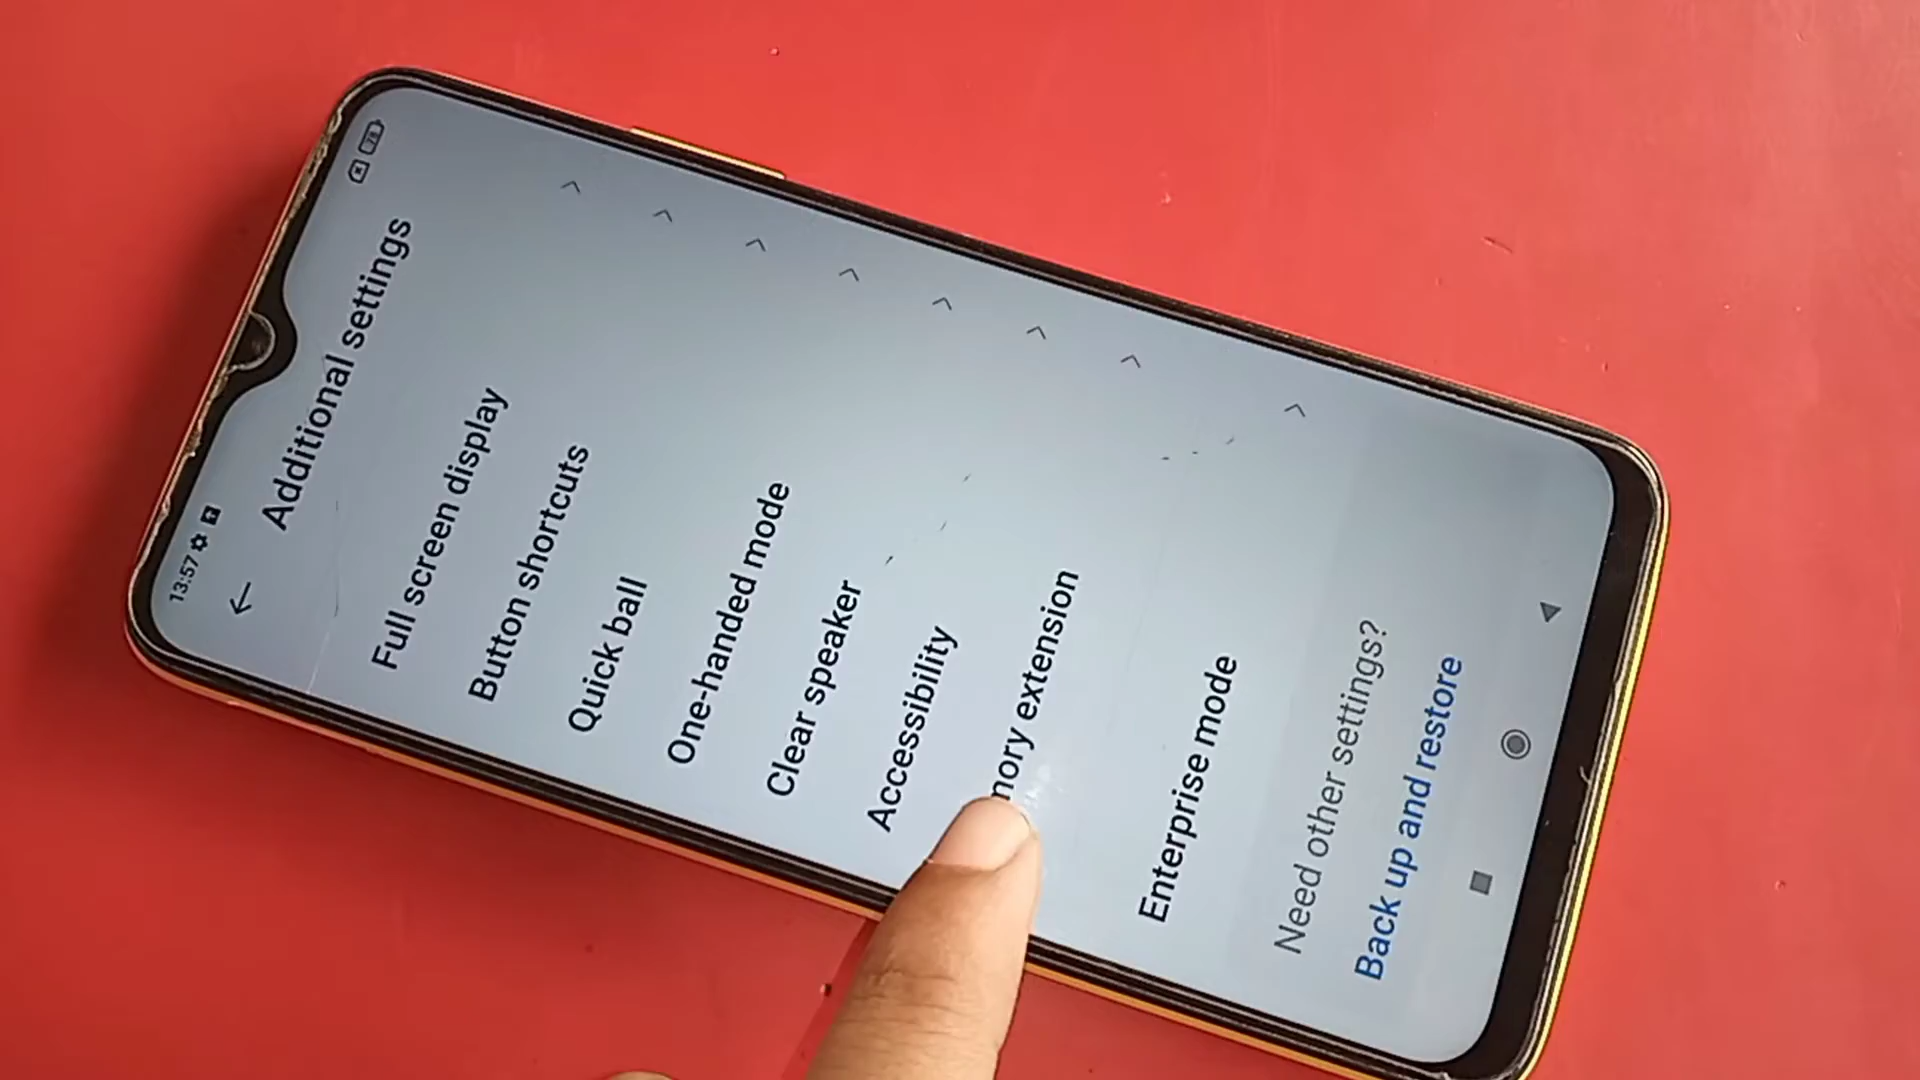 13:57
Additional settings
Full screen display
Button shortcuts
Quick ball
One-handed mode
Clear speaker
Accessibility
mory extension
Enterprise mode
Need other settings?
Back up and restore